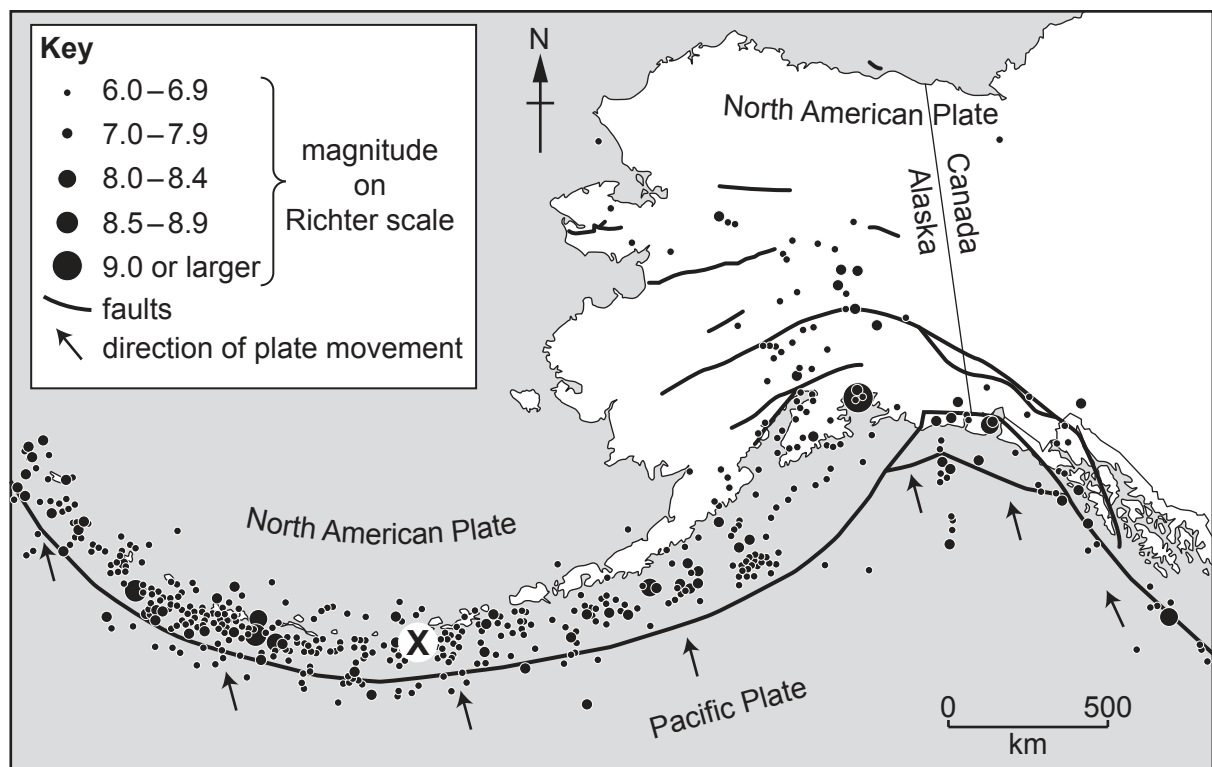 Key
6.0–6.9
7.0–7.9
8.0–8.4
8.5–8.9
9.0 or larger
magnitude
on
Richter scale
faults
direction of plate movement
N
North American Plate
Canada
Alaska
North American Plate
X
Pacific Plate
0 500
km